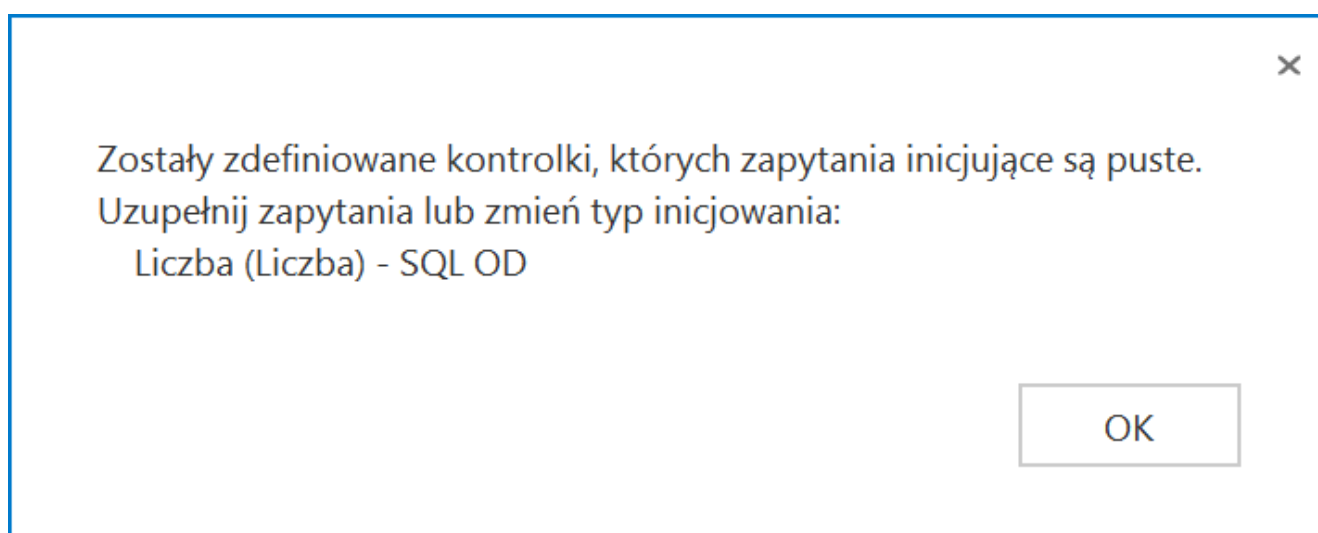 Zostały zdefiniowane kontrolki, których zapytania inicjujące są puste.
Uzupełnij zapytania lub zmień typ inicjowania:
Liczba (Liczba) - SQL OD
OK